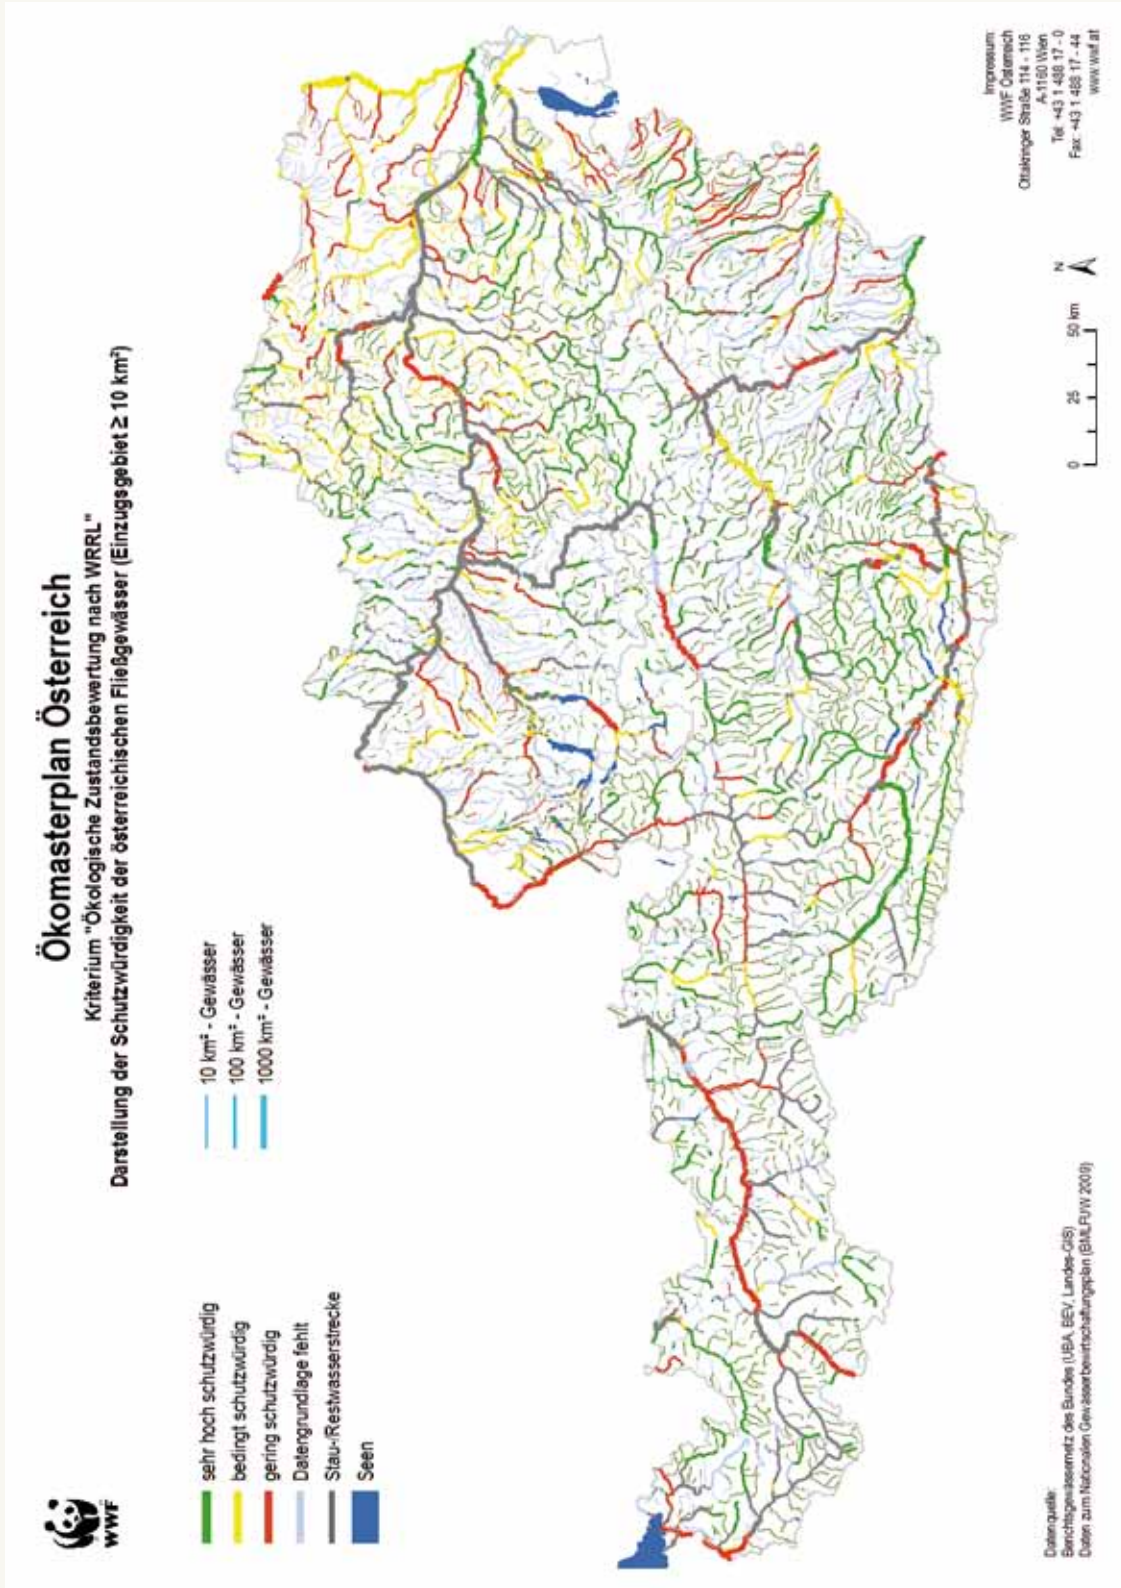 Ökomasterplan Österreich
Kriterium "Ökologische Zustandsbewertung nach WRRL"
Darstellung der Schutzwürdigkeit der österreichischen Fließgewässer (Einzugsgebiet ≥ 10 km²)
WWF
sehr hoch schutzwürdig
bedingt schutzwürdig
gering schutzwürdig
Datengrundlage fehlt
Stau-/Restwasserstrecke
Seen
10 km² - Gewässer
100 km² - Gewässer
1000 km² - Gewässer
0 25 50 km
N
Datenquelle:
Berichtsgewässernetz des Bundes (UBA, BEV, Landes-GIS)
Daten zum Nationalen Gewässerbewirtschaftungsplan (BMLFUW 2009)
Impressum:
WWF Österreich
Ottakringer Straße 114 - 116
A-1160 Wien
Tel: +43 1 488 17 - 0
Fax: +43 1 488 17 - 44
www.wwf.at